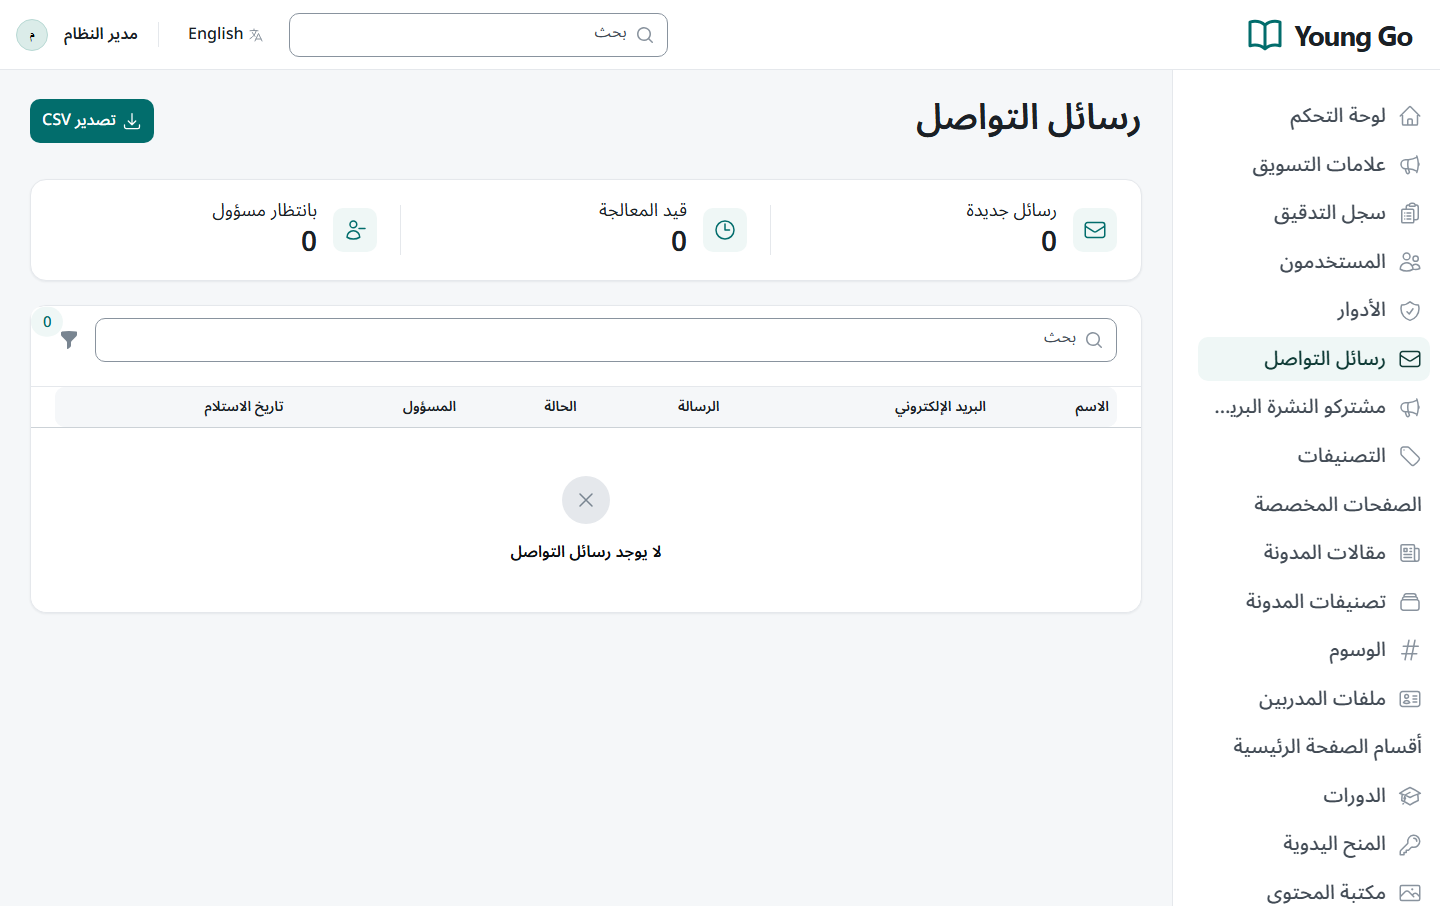 Young Go
بحث
English
مدير النظام
م
لوحة التحكم
علامات التسويق
سجل التدقيق
المستخدمون
الأدوار
رسائل التواصل
مشتركو النشرة البريـ...
التصنيفات
الصفحات المخصصة
مقالات المدونة
تصنيفات المدونة
الوسوم
ملفات المدربين
أقسام الصفحة الرئيسية
الدورات
المنح اليدوية
مكتبة المحتوى
رسائل التواصل
تصدير CSV
رسائل جديدة
0
قيد المعالجة
0
بانتظار مسؤول
0
بحث
0
الاسم البريد الإلكتروني الرسالة الحالة المسؤول تاريخ الاستلام
لا يوجد رسائل التواصل